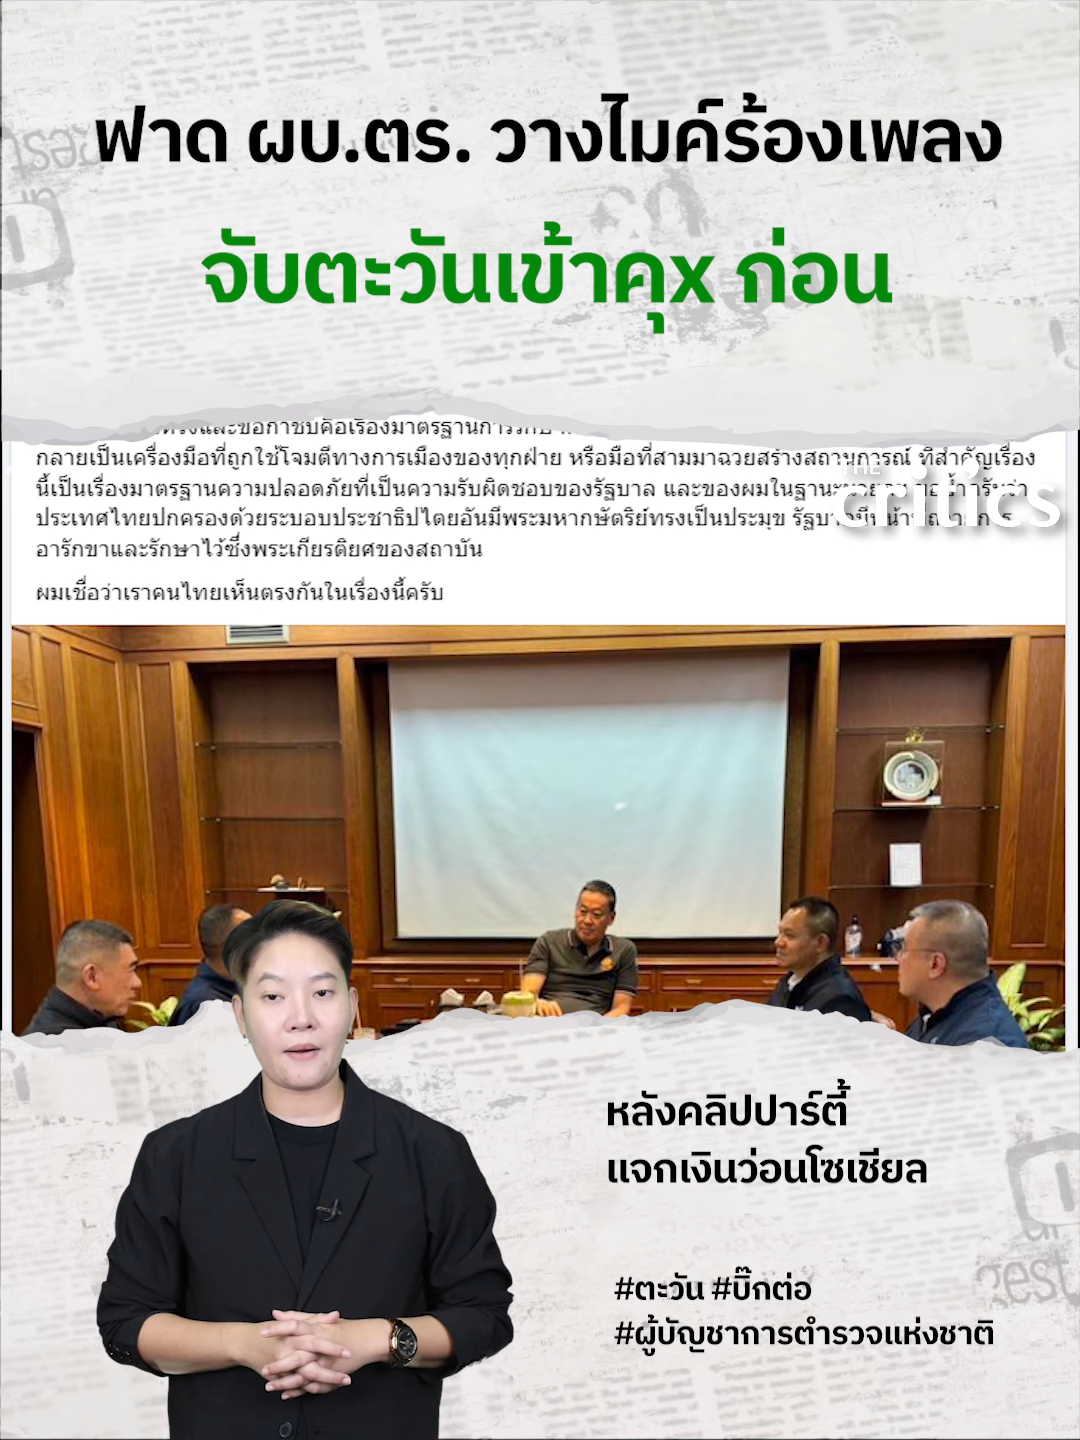 ฟาด ผบ.ตร. วางไมค์ร้องเพลง
จับตะวันเข้าคุx ก่อน
กลายเป็นเครื่องมือที่ถูกใช้โจมตีทางการเมืองของทุกฝ่าย หรือมือที่สามมาฉวยสร้างสถานการณ์ ที่สำคัญเรื่อง
นี้เป็นเรื่องมาตรฐานความปลอดภัยที่เป็นความรับผิดชอบของรัฐบาล และของผมในฐานะ
THE
critics
ประเทศไทยปกครองด้วยระบอบประชาธิปไตยอันมีพระมหากษัตริย์ทรงเป็นประมุข
อารักขาและรักษาไว้ซึ่งพระเกียรติยศของสถาบัน
ผมเชื่อว่าเราคนไทยเห็นตรงกันในเรื่องนี้ครับ
หลังคลิปปาร์ตี้
แจกเงินว่อนโซเชียล
#ตะวัน #บิ๊กต่อ
#ผู้บัญชาการตำรวจแห่งชาติ